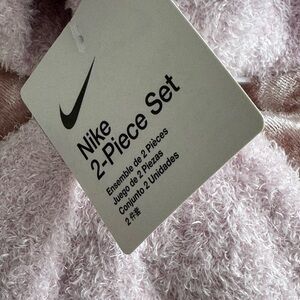 Nike
2-Piece Set
Ensemble de 2 Pièces
Juego de 2 Piezas
Conjunto 2 Unidades
2 件套